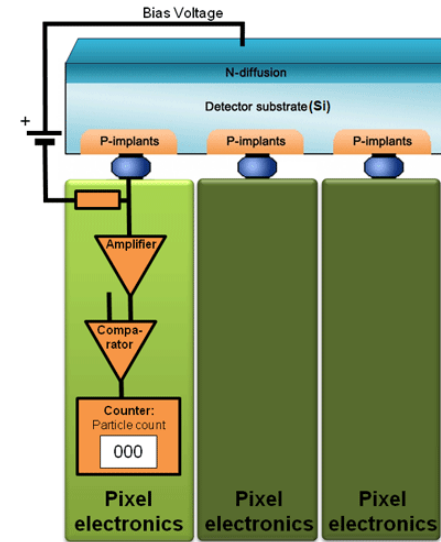 Bias Voltage
N-diffusion
Detector substrate(Si)
+
P-implants
P-implants
P-implants
Amplifier
Compa-
rator
Counter:
Particle count
000
Pixel
electronics
Pixel
electronics
Pixel
electronics